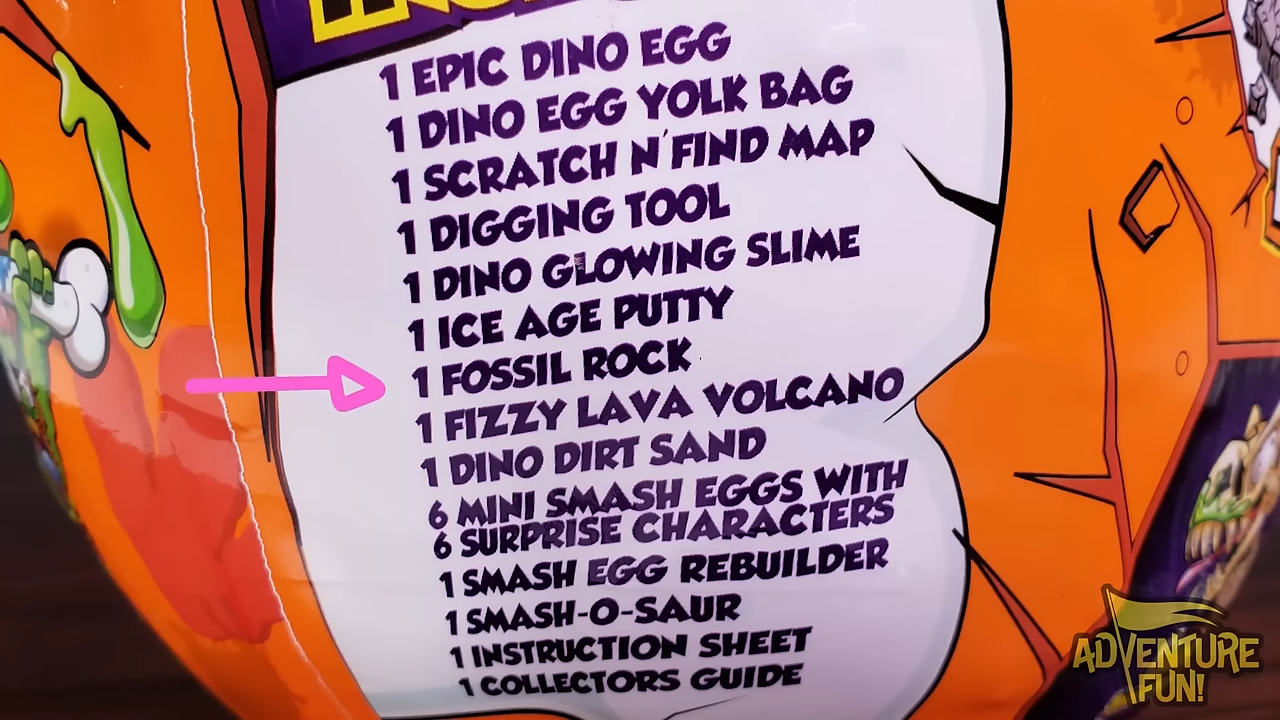 1 EPIC DINO EGG
1 DINO EGG YOLK BAG
1 SCRATCH N'FIND MAP
1 DIGGING TOOL
1 DINO GLOWING SLIME
1 ICE AGE PUTTY
1 FOSSIL ROCK
1 FIZZY LAVA VOLCANO
1 DINO DIRT SAND
6 MINI SMASH EGGS WITH
6 SURPRISE CHARACTERS
1 SMASH EGG REBUILDER
1 SMASH-O-SAUR
1 INSTRUCTION SHEET
1 COLLECTORS GUIDE
ADVENTURE
FUN!